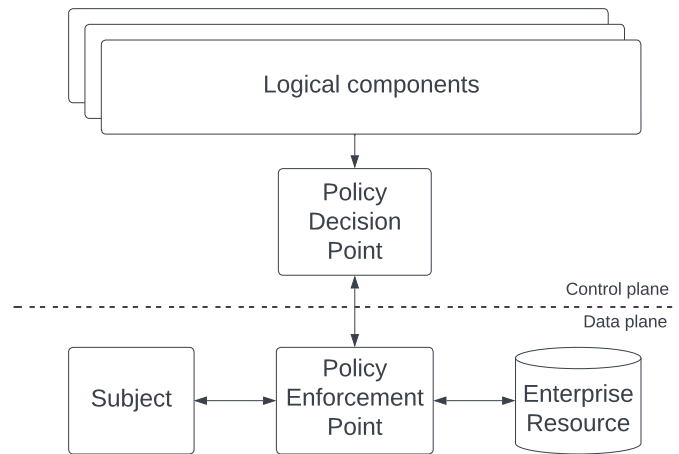 Logical components
Policy
Decision
Point
Control plane
Data plane
Subject
Policy
Enforcement
Point
Enterprise
Resource